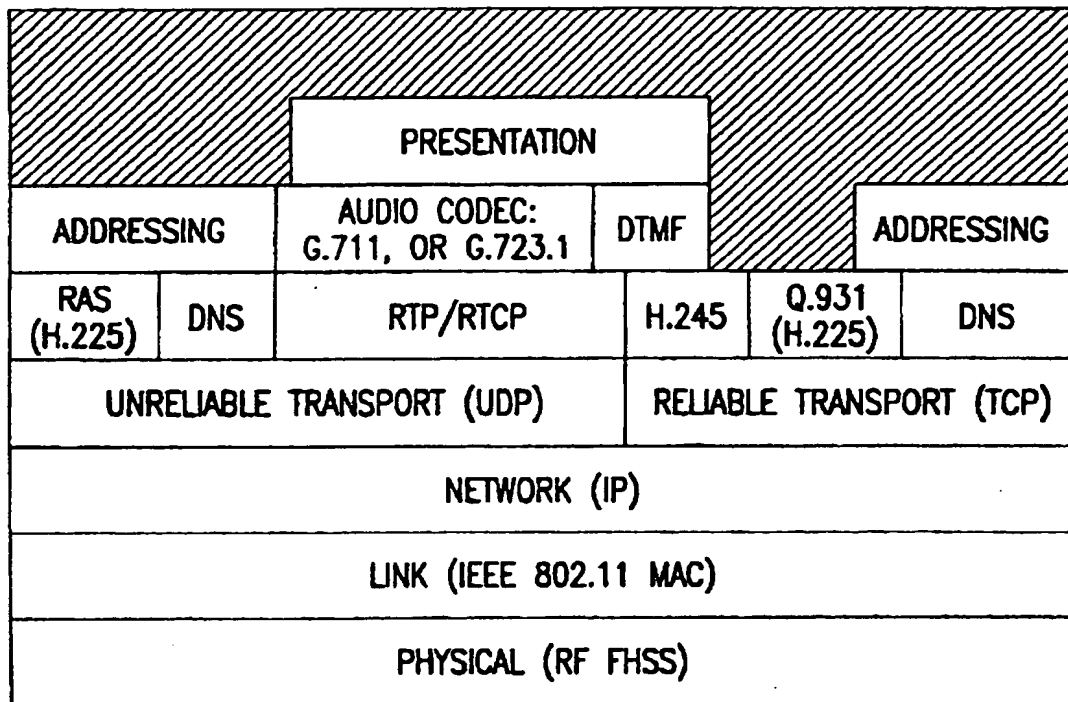 PRESENTATION
ADDRESSING
AUDIO CODEC:
G.711, OR G.723.1
DTMF
ADDRESSING
RAS
(H.225)
DNS
RTP/RTCP
H.245
Q.931
(H.225)
DNS
UNRELIABLE TRANSPORT (UDP)
RELIABLE TRANSPORT (TCP)
NETWORK (IP)
LINK (IEEE 802.11 MAC)
PHYSICAL (RF FHSS)